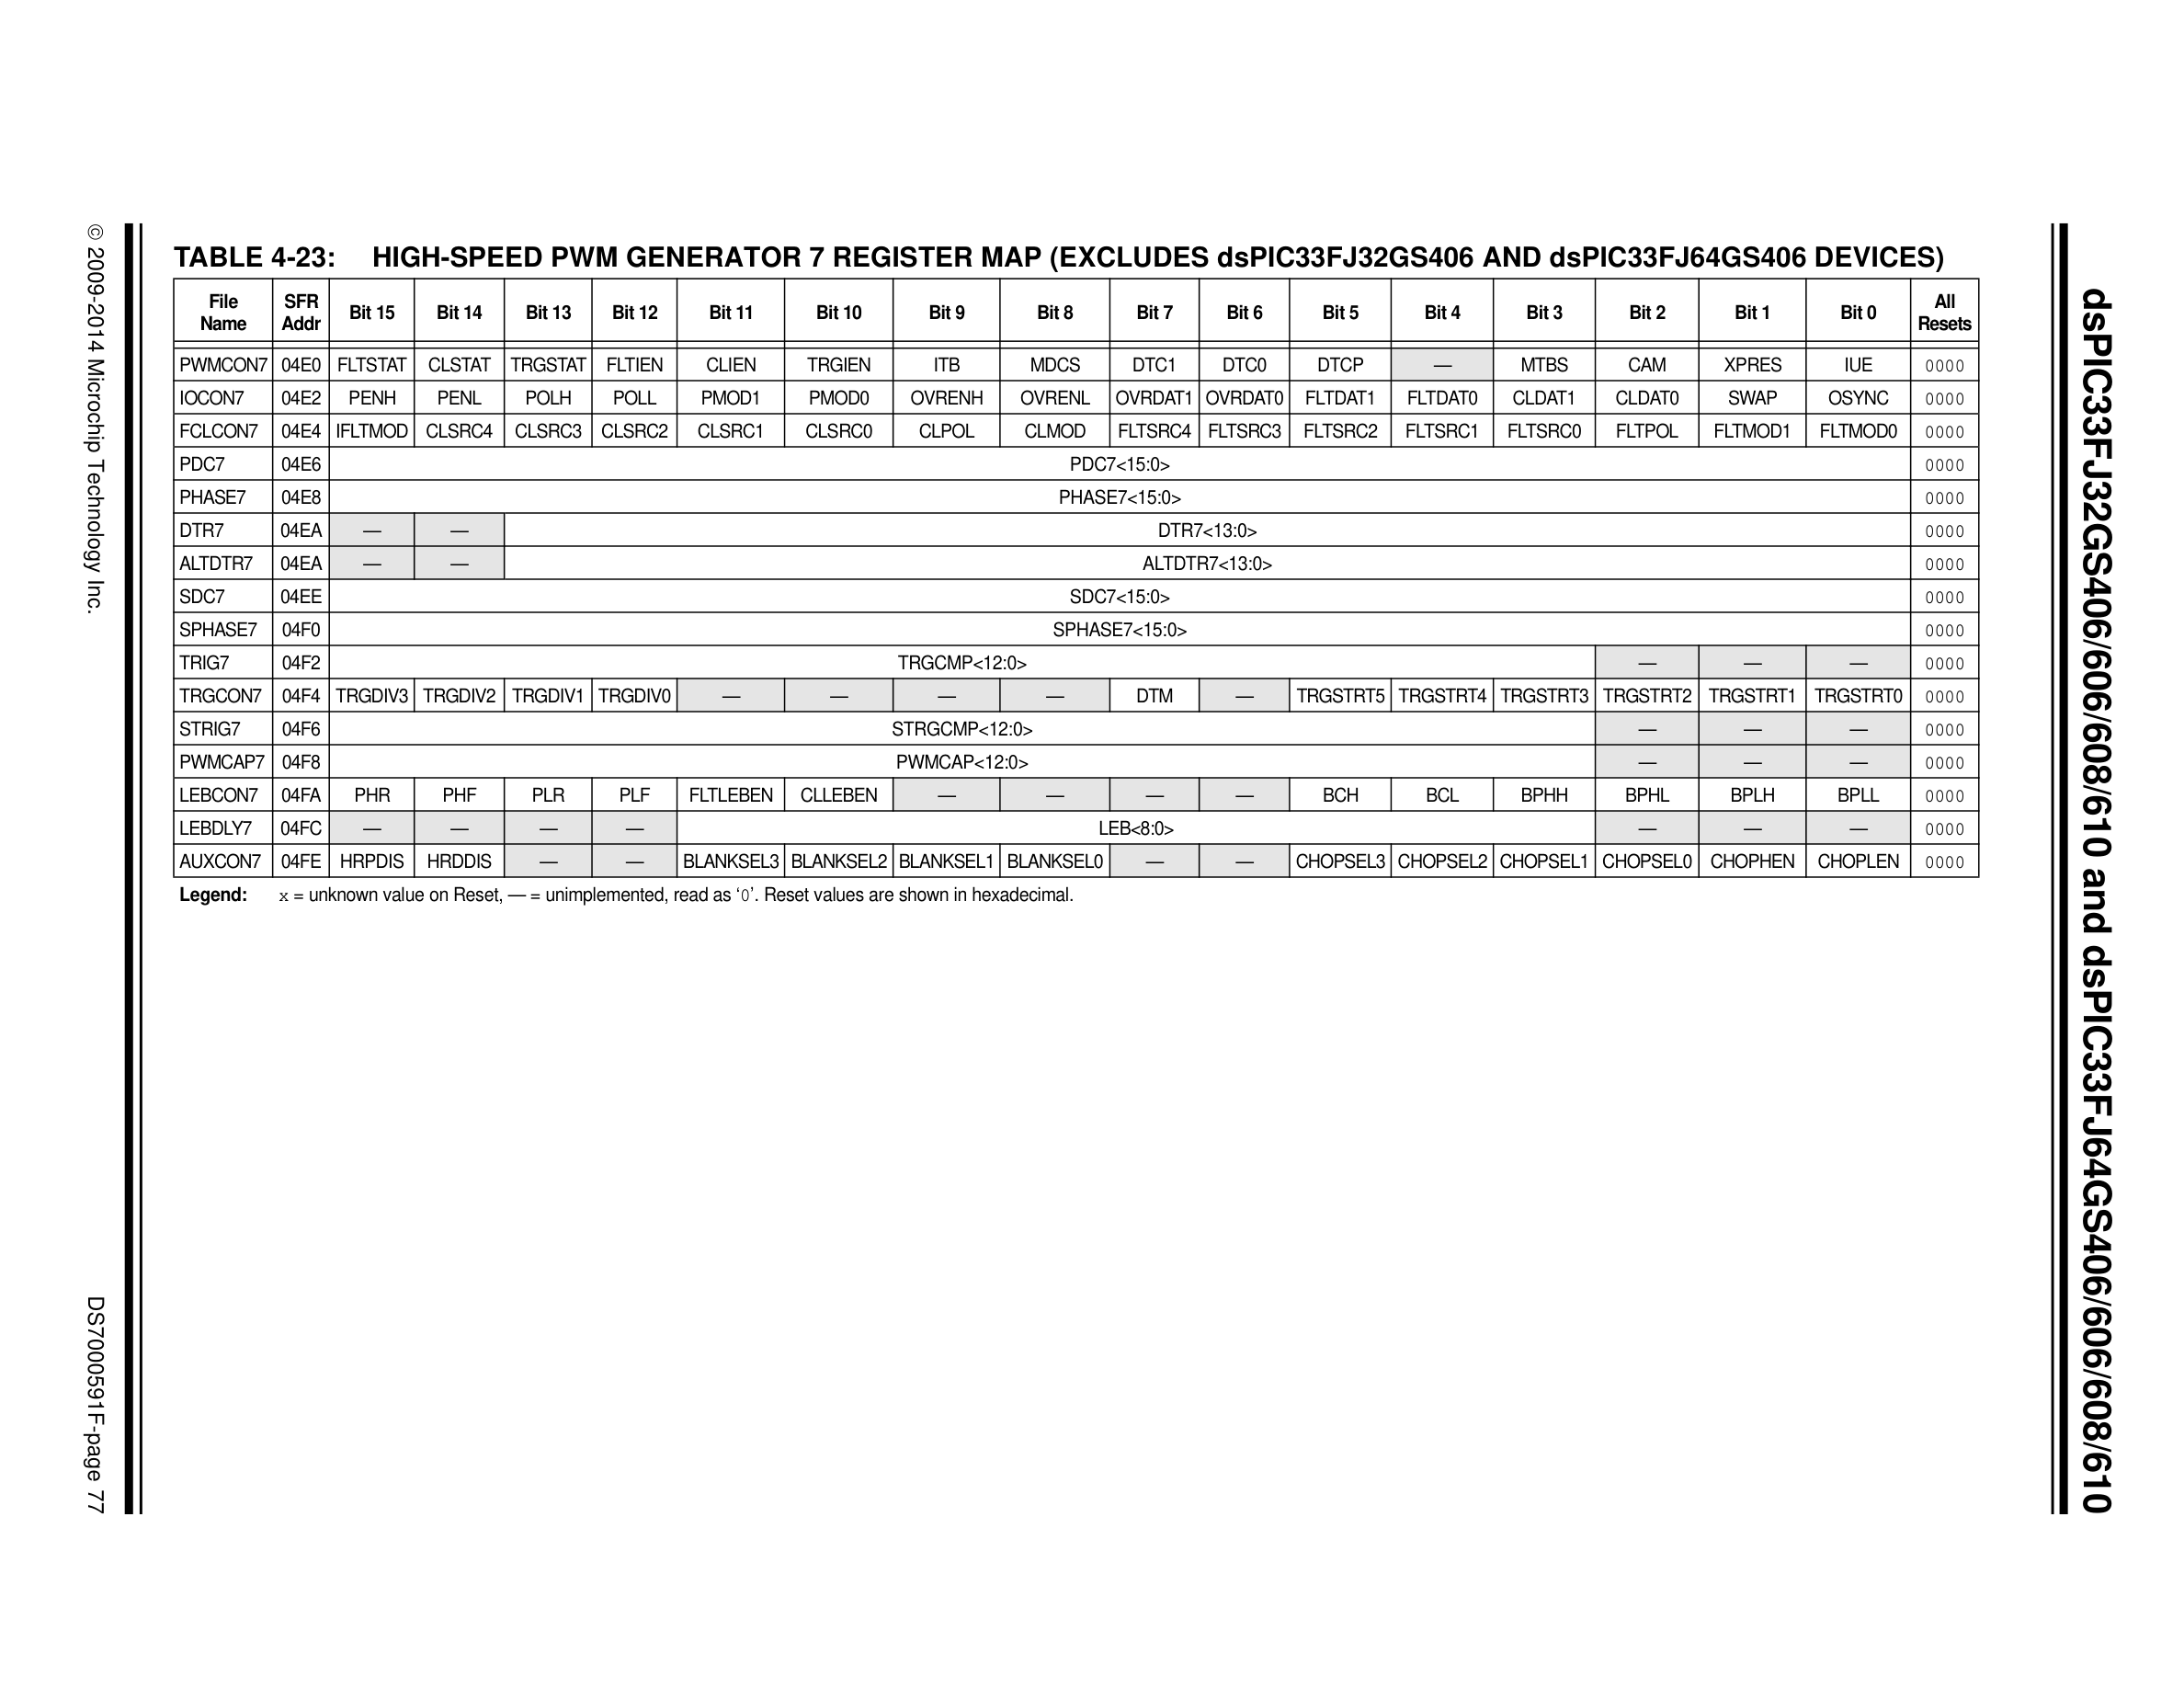 TABLE 4-23: HIGH-SPEED PWM GENERATOR 7 REGISTER MAP (EXCLUDES dsPIC33FJ32GS406 AND dsPIC33FJ64GS406 DEVICES)
File Name SFR Addr Bit 15 Bit 14 Bit 13 Bit 12 Bit 11 Bit 10 Bit 9 Bit 8 Bit 7 Bit 6 Bit 5 Bit 4 Bit 3 Bit 2 Bit 1 Bit 0 All Resets
PWMCON7 04E0 FLTSTAT CLSTAT TRGSTAT FLTIEN CLIEN TRGIEN ITB MDCS DTC1 DTC0 DTCP — MTBS CAM XPRES IUE 0000
IOCON7 04E2 PENH PENL POLH POLL PMOD1 PMOD0 OVRENH OVRENL OVRDAT1 OVRDAT0 FLTDAT1 FLTDAT0 CLDAT1 CLDAT0 SWAP OSYNC 0000
FCLCON7 04E4 IFLTMOD CLSRC4 CLSRC3 CLSRC2 CLSRC1 CLSRC0 CLPOL CLMOD FLTSRC4 FLTSRC3 FLTSRC2 FLTSRC1 FLTSRC0 FLTPOL FLTMOD1 FLTMOD0 0000
PDC7 04E6 PDC7<15:0> 0000
PHASE7 04E8 PHASE7<15:0> 0000
DTR7 04EA — — DTR7<13:0> 0000
ALTDTR7 04EA — — ALTDTR7<13:0> 0000
SDC7 04EE SDC7<15:0> 0000
SPHASE7 04F0 SPHASE7<15:0> 0000
TRIG7 04F2 TRGCMP<12:0> — — — 0000
TRGCON7 04F4 TRGDIV3 TRGDIV2 TRGDIV1 TRGDIV0 — — — — DTM — TRGSTRT5 TRGSTRT4 TRGSTRT3 TRGSTRT2 TRGSTRT1 TRGSTRT0 0000
STRIG7 04F6 STRGCMP<12:0> — — — 0000
PWMCAP7 04F8 PWMCAP<12:0> — — — 0000
LEBCON7 04FA PHR PHF PLR PLF FLTLEBEN CLLEBEN — — — — BCH BCL BPHH BPHL BPLH BPLL 0000
LEBDLY7 04FC — — — — LEB<8:0> — — — 0000
AUXCON7 04FE HRPDIS HRDDIS — — BLANKSEL3 BLANKSEL2 BLANKSEL1 BLANKSEL0 — — CHOPSEL3 CHOPSEL2 CHOPSEL1 CHOPSEL0 CHOPHEN CHOPLEN 0000
Legend: x = unknown value on Reset, — = unimplemented, read as ‘0’. Reset values are shown in hexadecimal.
© 2009-2014 Microchip Technology Inc.
DS7000591F-page 77
dsPIC33FJ32GS406/606/608/610 and dsPIC33FJ64GS406/606/608/610